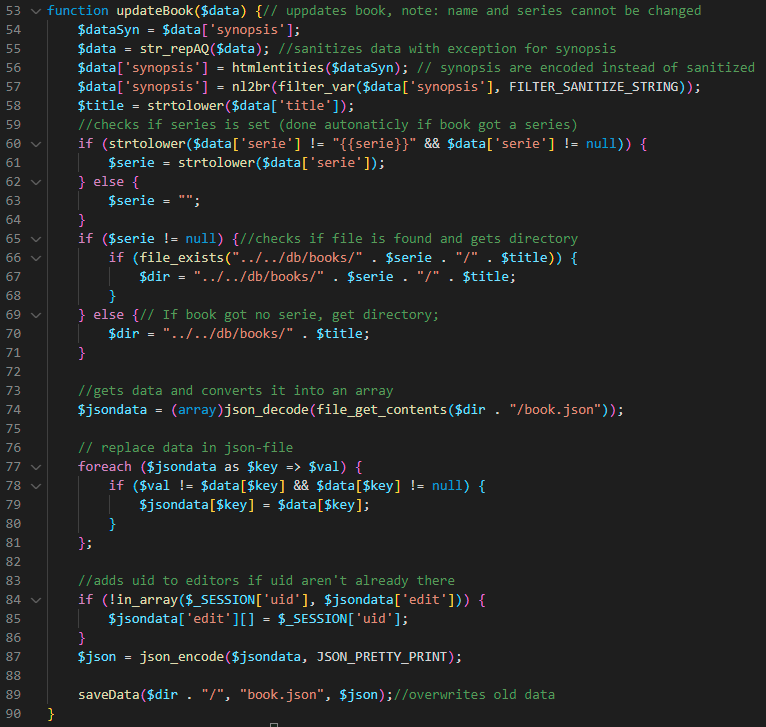 53 function updateBook($data) {// uppdates book, note: name and series cannot be changed
54 $dataSyn = $data['synopsis'];
55 $data = str_repAQ($data); //sanitizes data with exception for synopsis
56 $data['synopsis'] = htmlentities($dataSyn); // synopsis are encoded instead of sanitized
57 $data['synopsis'] = nl2br(filter_var($data['synopsis'], FILTER_SANITIZE_STRING));
58 $title = strtolower($data['title']);
59 //checks if series is set (done autonaticly if book got a series)
60 if (strtolower($data['serie'] != "{{serie}}" && $data['serie'] != null)) {
61 $serie = strtolower($data['serie']);
62 } else {
63 $serie = "";
64 }
65 if ($serie != null) {//checks if file is found and gets directory
66 if (file_exists("../../db/books/" . $serie . "/" . $title)) {
67 $dir = "../../db/books/" . $serie . "/" . $title;
68 }
69 } else {// If book got no serie, get directory;
70 $dir = "../../db/books/" . $title;
71 }
72
73 //gets data and converts it into an array
74 $jsondata = (array)json_decode(file_get_contents($dir . "/book.json"));
75
76 // replace data in json-file
77 foreach ($jsondata as $key => $val) {
78 if ($val != $data[$key] && $data[$key] != null) {
79 $jsondata[$key] = $data[$key];
80 }
81 };
82
83 //adds uid to editors if uid aren't already there
84 if (!in_array($_SESSION['uid'], $jsondata['edit'])) {
85 $jsondata['edit'][] = $_SESSION['uid'];
86 }
87 $json = json_encode($jsondata, JSON_PRETTY_PRINT);
88
89 saveData($dir . "/", "book.json", $json);//overwrites old data
90 }